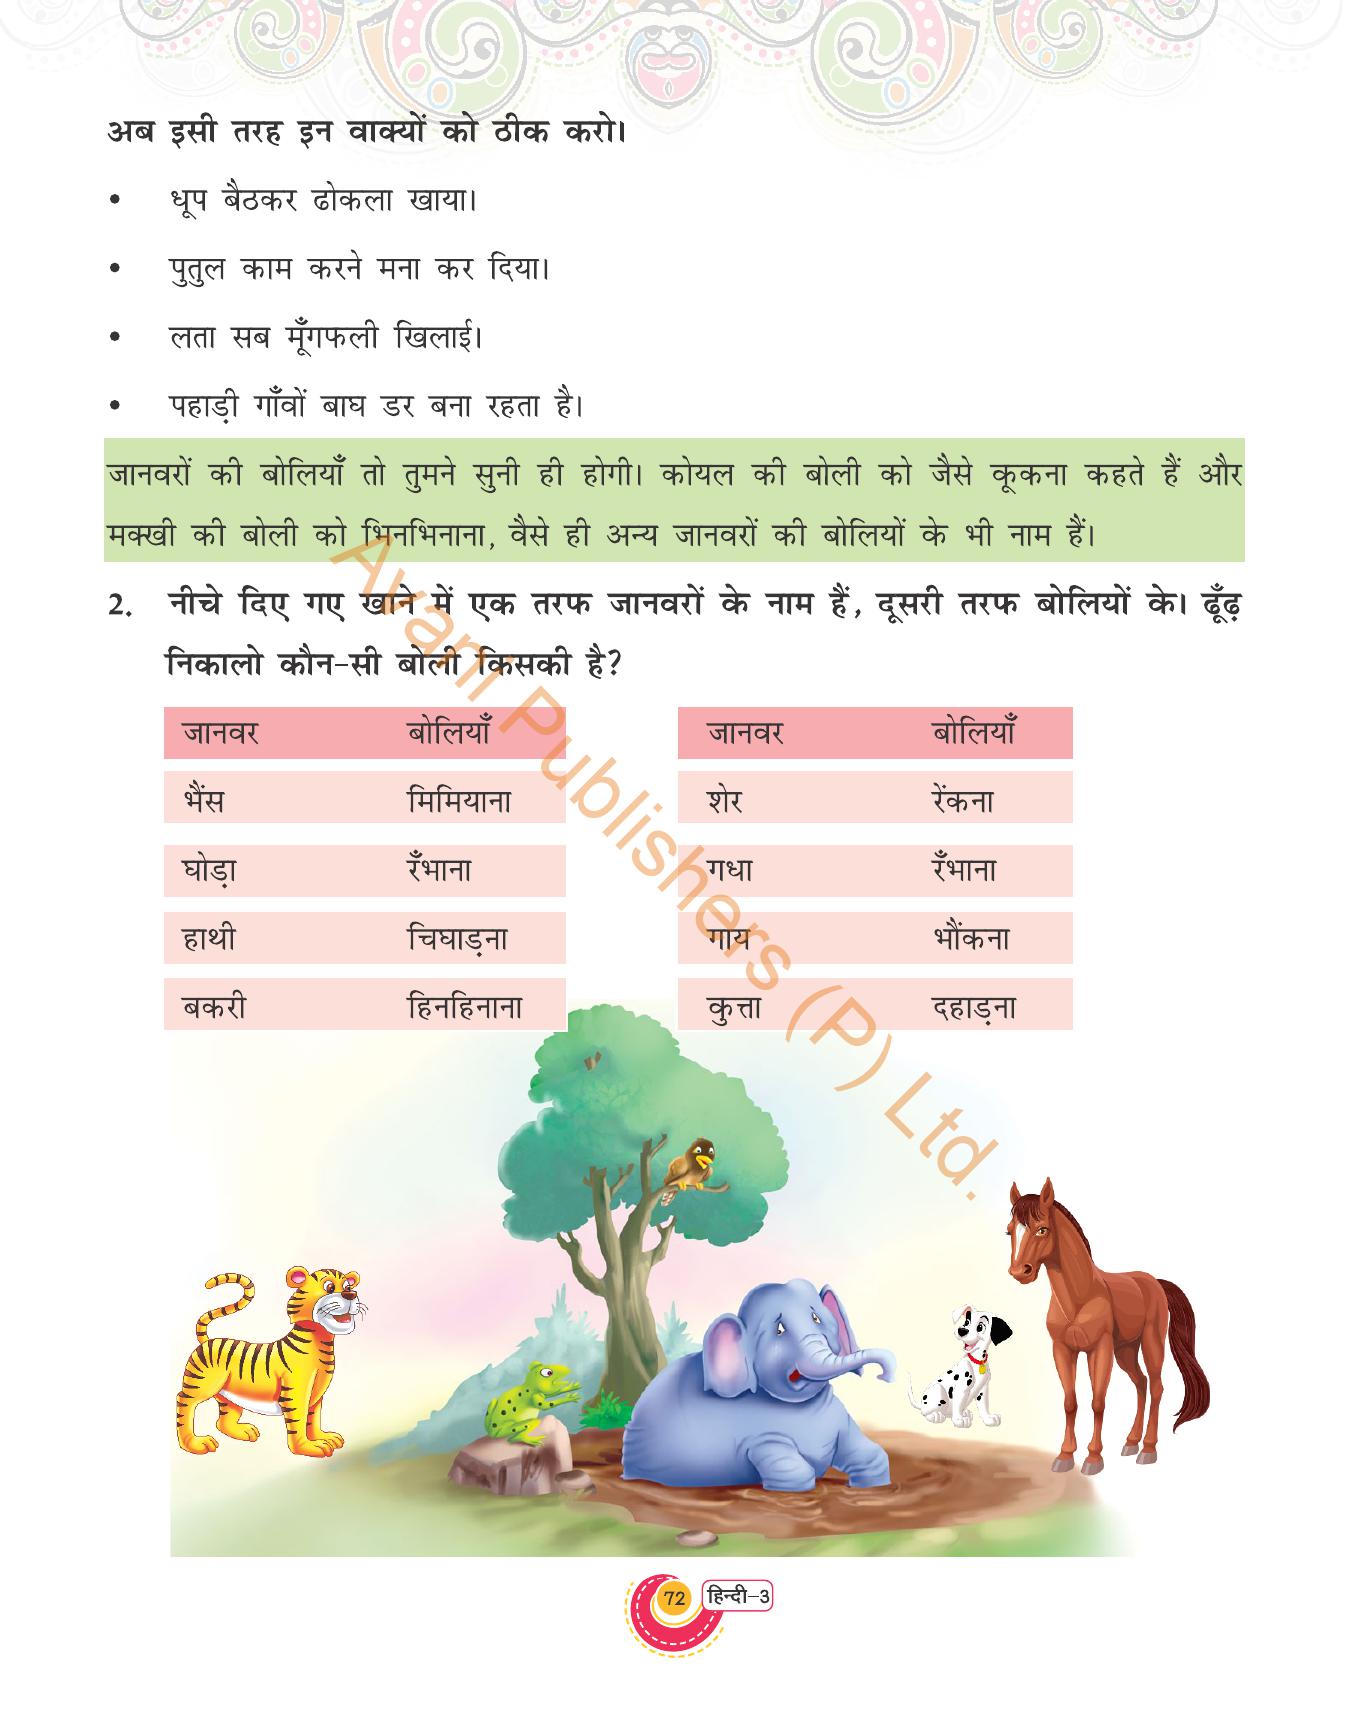 अब इसी तरह इन वाक्यों को ठीक करो।
• धूप बैठकर ढोकला खाया।
• पुतुल काम करने मना कर दिया।
• लता सब मूँगफली खिलाई।
• पहाड़ी गाँवों बाघ डर बना रहता है।
जानवरों की बोलियाँ तो तुमने सुनी ही होगी। कोयल की बोली को जैसे कूकना कहते हैं और
मक्खी की बोली को भिनभिनाना, वैसे ही अन्य जानवरों की बोलियों के भी नाम हैं।
2. नीचे दिए गए खाने में एक तरफ जानवरों के नाम हैं, दूसरी तरफ बोलियों के। ढूँढ़
निकालो कौन-सी बोली किसकी है?
जानवर बोलियाँ जानवर बोलियाँ
भैंस मिमियाना शेर रेंकना
घोड़ा रँभाना गधा रँभाना
हाथी चिघाड़ना गाय भौंकना
बकरी हिनहिनाना कुत्ता दहाड़ना
Avani Publishers (P) Ltd.
72 हिन्दी-3